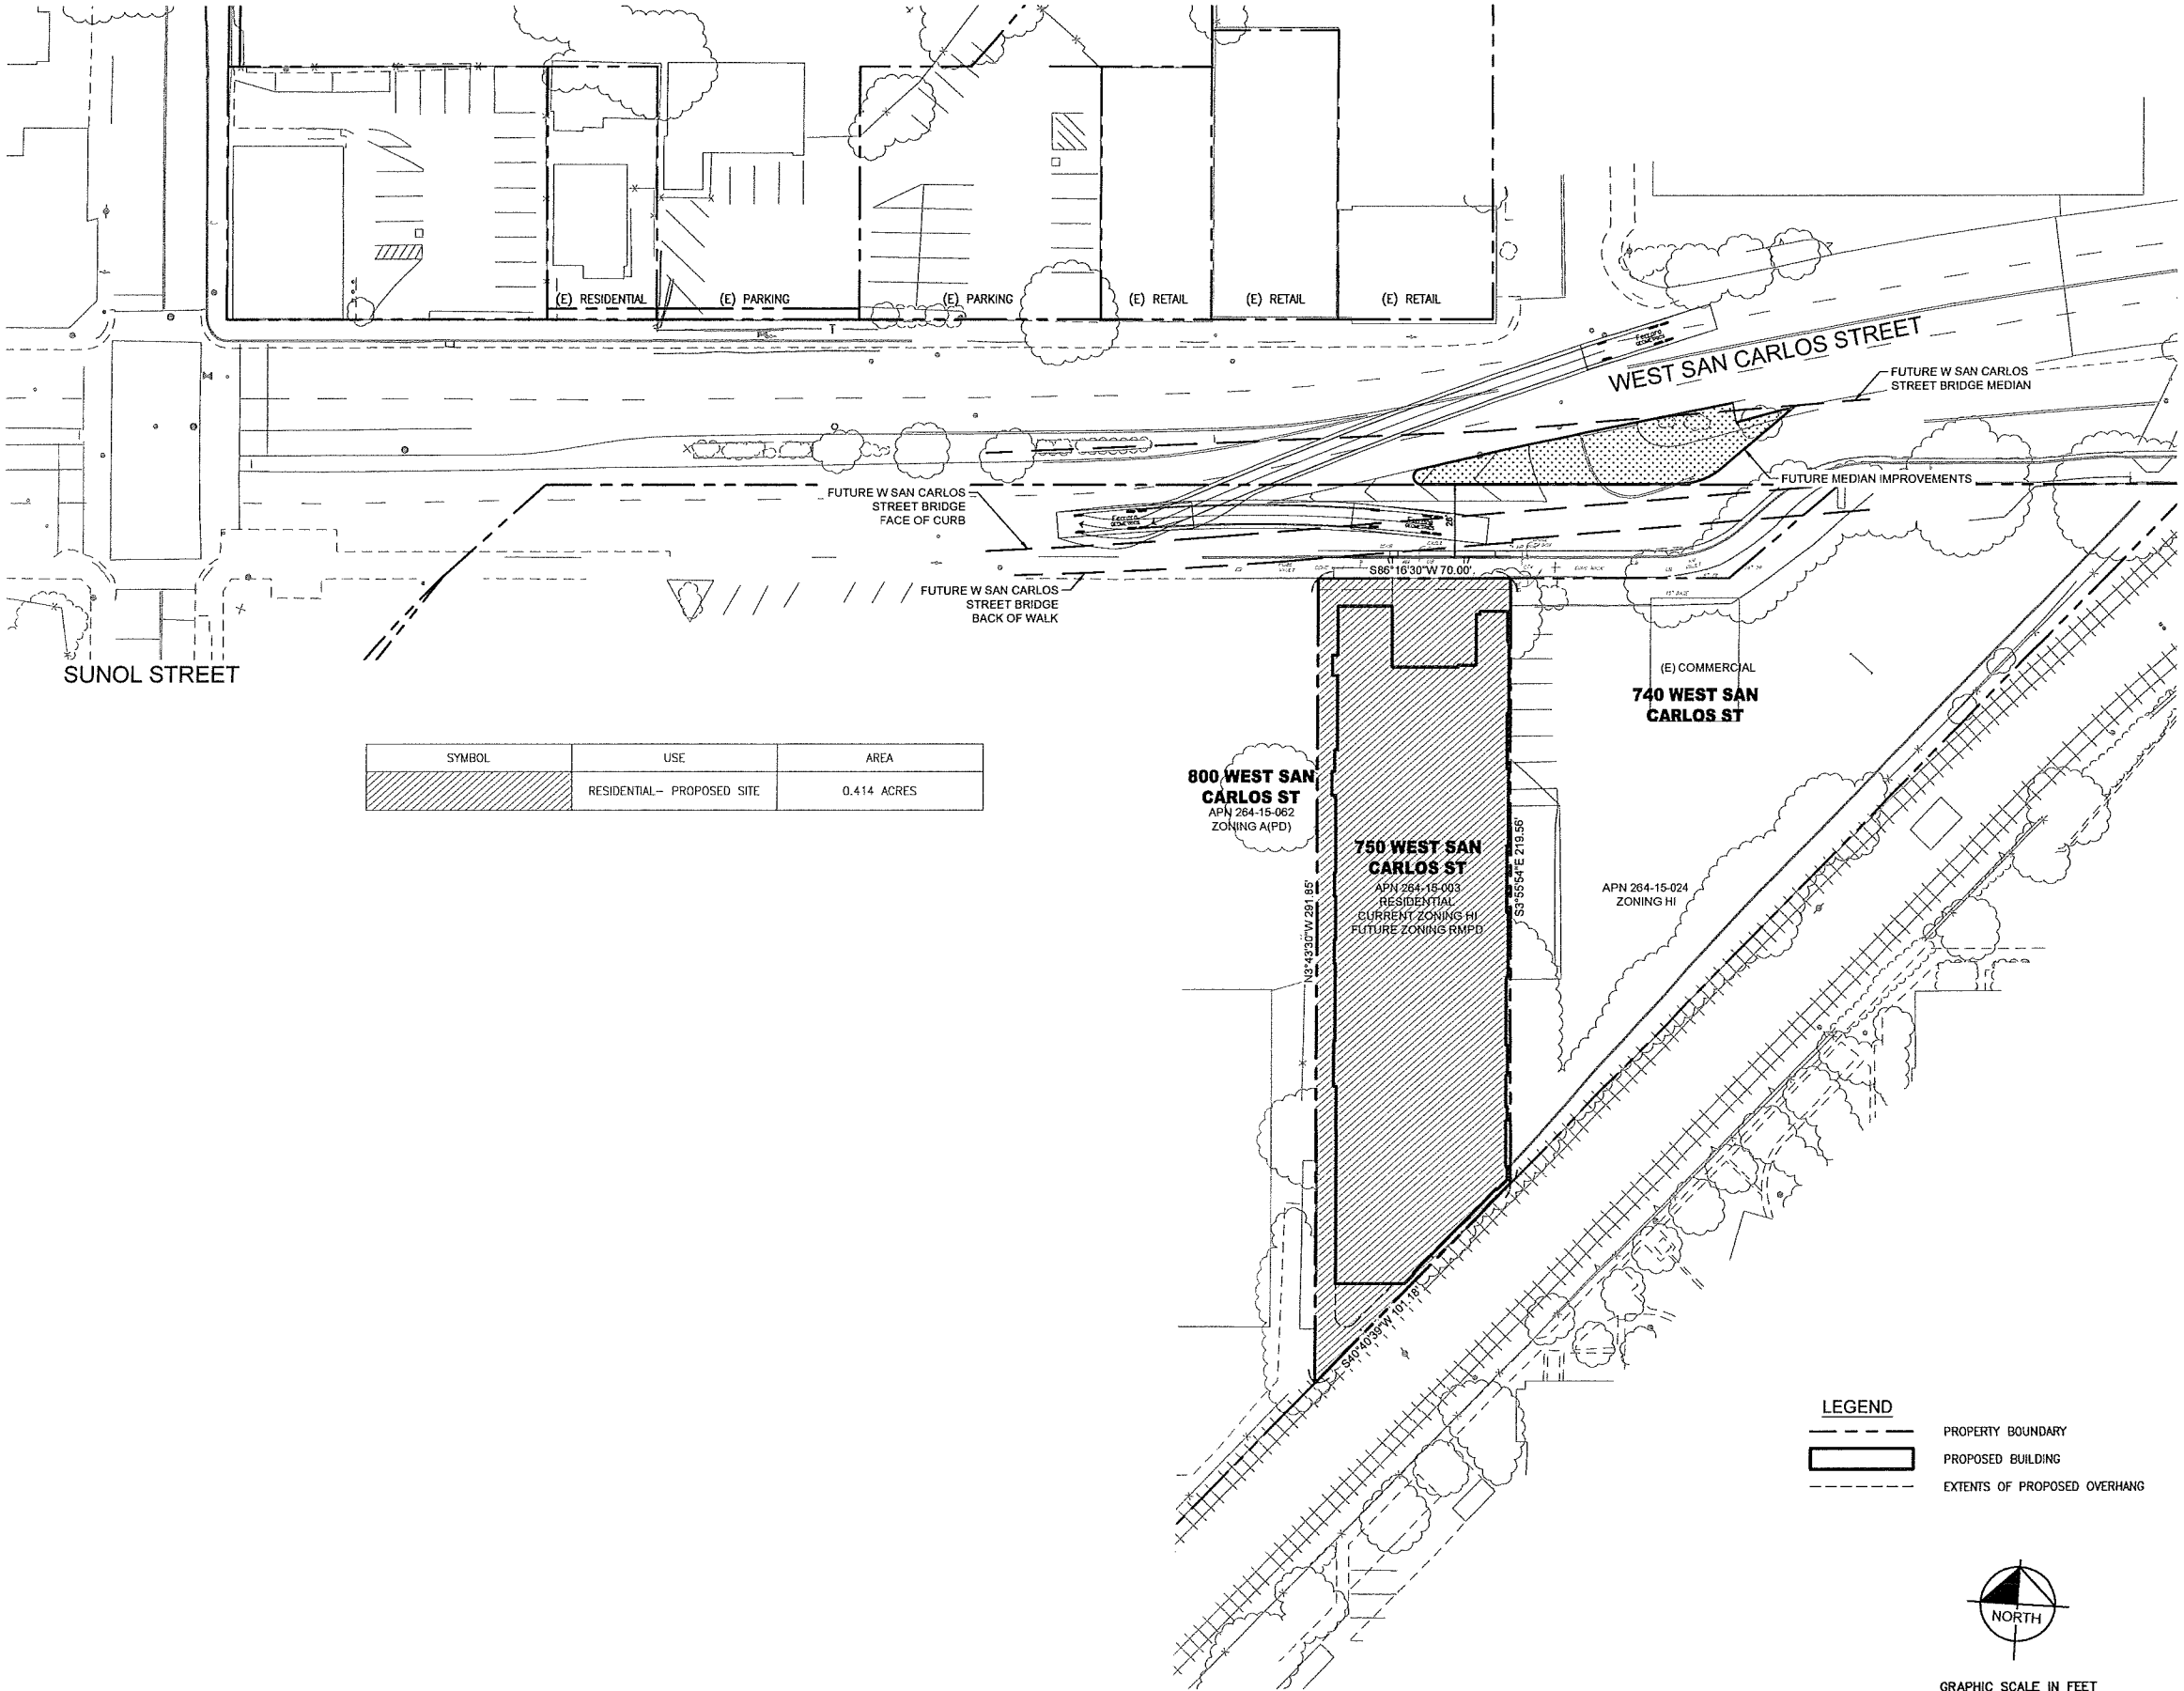 (E) RESIDENTIAL
(E) PARKING
(E) PARKING
(E) RETAIL
(E) RETAIL
(E) RETAIL
T
WEST SAN CARLOS STREET
FUTURE W SAN CARLOS
STREET BRIDGE MEDIAN
FUTURE MEDIAN IMPROVEMENTS
FUTURE W SAN CARLOS
STREET BRIDGE
FACE OF CURB
26'
S86°16'30"W 70.00'
FUTURE W SAN CARLOS
STREET BRIDGE
BACK OF WALK
SUNOL STREET
(E) COMMERCIAL
740 WEST SAN
CARLOS ST
SYMBOL USE AREA
RESIDENTIAL- PROPOSED SITE 0.414 ACRES
800 WEST SAN
CARLOS ST
APN 264-15-062
ZONING A(PD)
750 WEST SAN
CARLOS ST
APN 264-15-003
RESIDENTIAL
CURRENT ZONING HI
FUTURE ZONING RMPD
N3°43'30"W 291.85'
S3°55'54"E 219.56'
APN 264-15-024
ZONING HI
S40°40'39"W 101.18'
LEGEND
PROPERTY BOUNDARY
PROPOSED BUILDING
EXTENTS OF PROPOSED OVERHANG
NORTH
GRAPHIC SCALE IN FEET